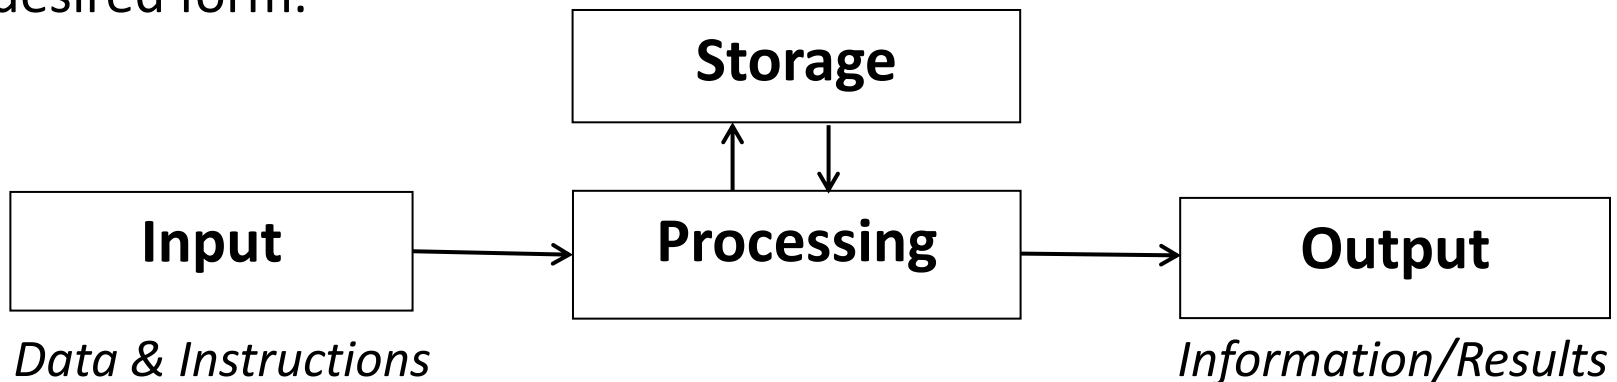 desired form.
Storage
Input
Processing
Output
Data & Instructions
Information/Results